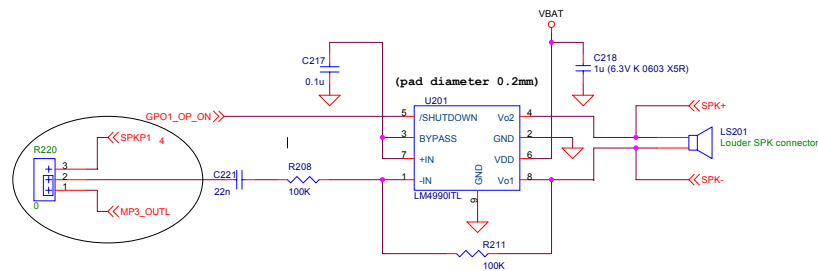 VBAT
C217
0.1u
C218
1u (6.3V K 0603 X5R)
(pad diameter 0.2mm)
U201
GPO1_OP_ON
5
/SHUTDOWN
Vo2
4
SPK+
3
BYPASS
GND
2
LS201
Louder SPK connector
SPKP1
4
7
+IN
VDD
6
R220
3
2
1
C221
22n
R208
100K
1
-IN
GND
Vo1
8
SPK-
LM4990ITL
9
0
MP3_OUTL
R211
100K